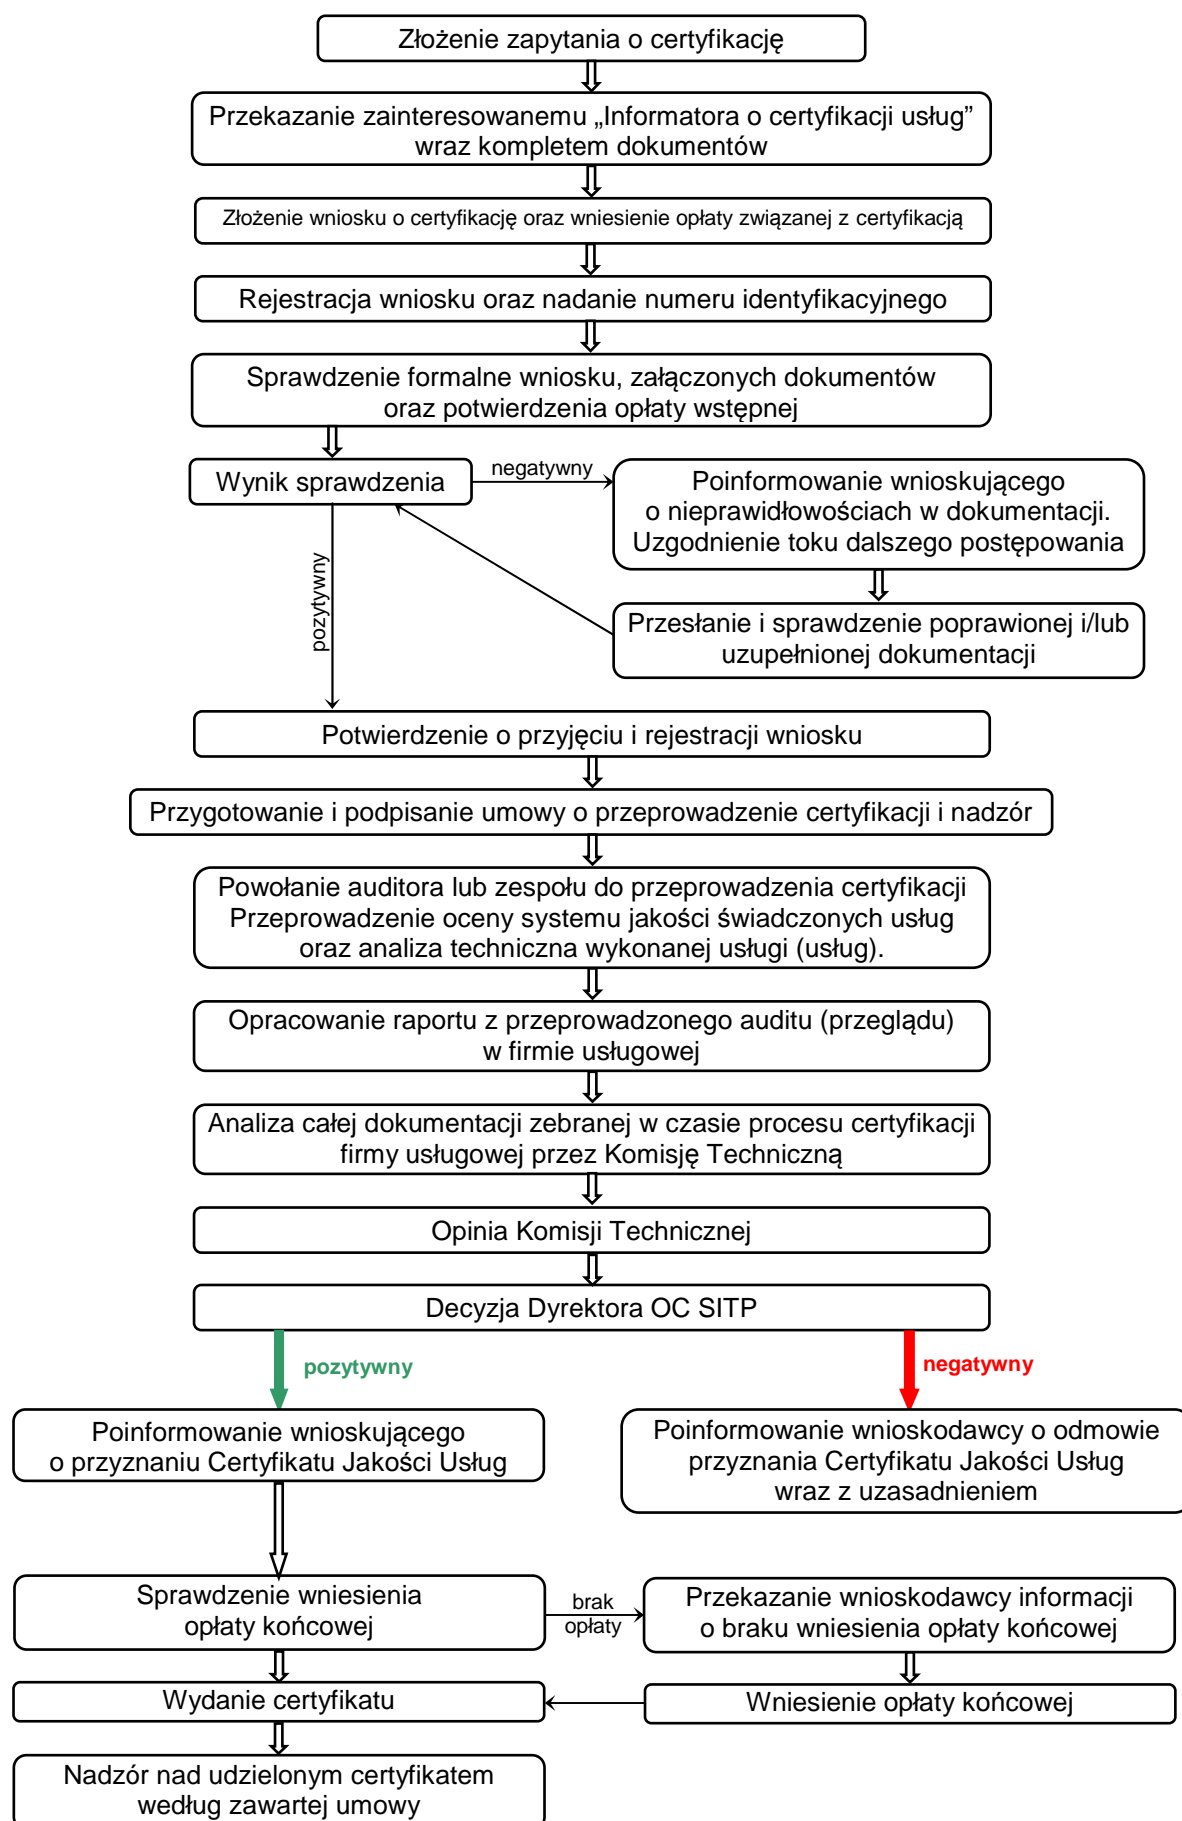 Złożenie zapytania o certyfikację
Przekazanie zainteresowanemu „Informatora o certyfikacji usług”
wraz kompletem dokumentów
Złożenie wniosku o certyfikację oraz wniesienie opłaty związanej z certyfikacją
Rejestracja wniosku oraz nadanie numeru identyfikacyjnego
Sprawdzenie formalne wniosku, załączonych dokumentów
oraz potwierdzenia opłaty wstępnej
Wynik sprawdzenia
negatywny
Poinformowanie wnioskującego
o nieprawidłowościach w dokumentacji.
Uzgodnienie toku dalszego postępowania
pozytywny
Przesłanie i sprawdzenie poprawionej i/lub
uzupełnionej dokumentacji
Potwierdzenie o przyjęciu i rejestracji wniosku
Przygotowanie i podpisanie umowy o przeprowadzenie certyfikacji i nadzór
Powołanie auditora lub zespołu do przeprowadzenia certyfikacji
Przeprowadzenie oceny systemu jakości świadczonych usług
oraz analiza techniczna wykonanej usługi (usług).
Opracowanie raportu z przeprowadzonego auditu (przeglądu)
w firmie usługowej
Analiza całej dokumentacji zebranej w czasie procesu certyfikacji
firmy usługowej przez Komisję Techniczną
Opinia Komisji Technicznej
Decyzja Dyrektora OC SITP
pozytywny
negatywny
Poinformowanie wnioskującego
o przyznaniu Certyfikatu Jakości Usług
Poinformowanie wnioskodawcy o odmowie
przyznania Certyfikatu Jakości Usług
wraz z uzasadnieniem
Sprawdzenie wniesienia
opłaty końcowej
brak
opłaty
Przekazanie wnioskodawcy informacji
o braku wniesienia opłaty końcowej
Wydanie certyfikatu
Wniesienie opłaty końcowej
Nadzór nad udzielonym certyfikatem
według zawartej umowy